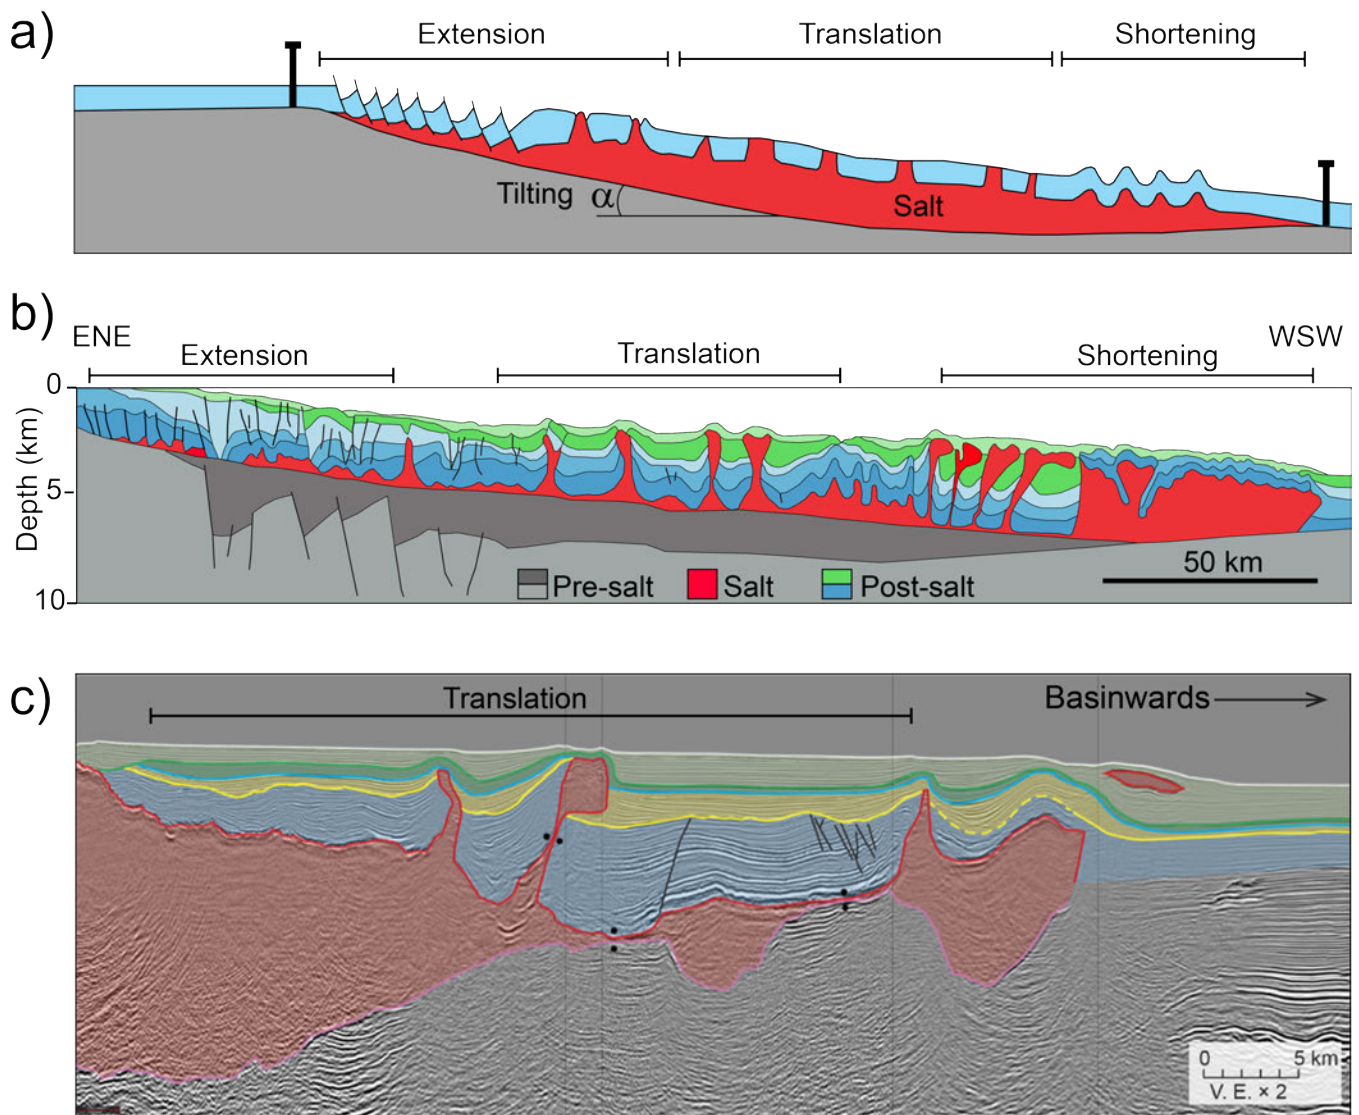 a)
Extension
Translation
Shortening
Tilting α
Salt
b)
ENE
WSW
Extension
Translation
Shortening
0
Depth (km)
5
10
50 km
Pre-salt
Salt
Post-salt
c)
Translation
Basinwards
0 5 km
V. E. × 2